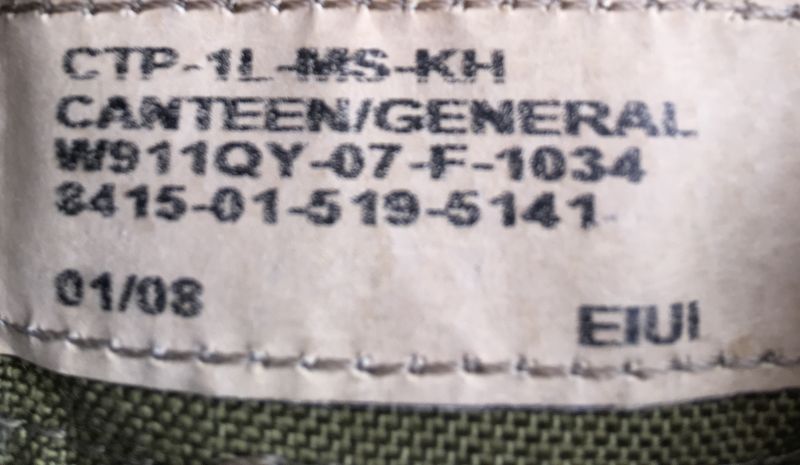 CTP-1L-MS-KH
CANTEEN/GENERAL
W911QY-07-F-1034
8415-01-519-5141
01/08
EIUI